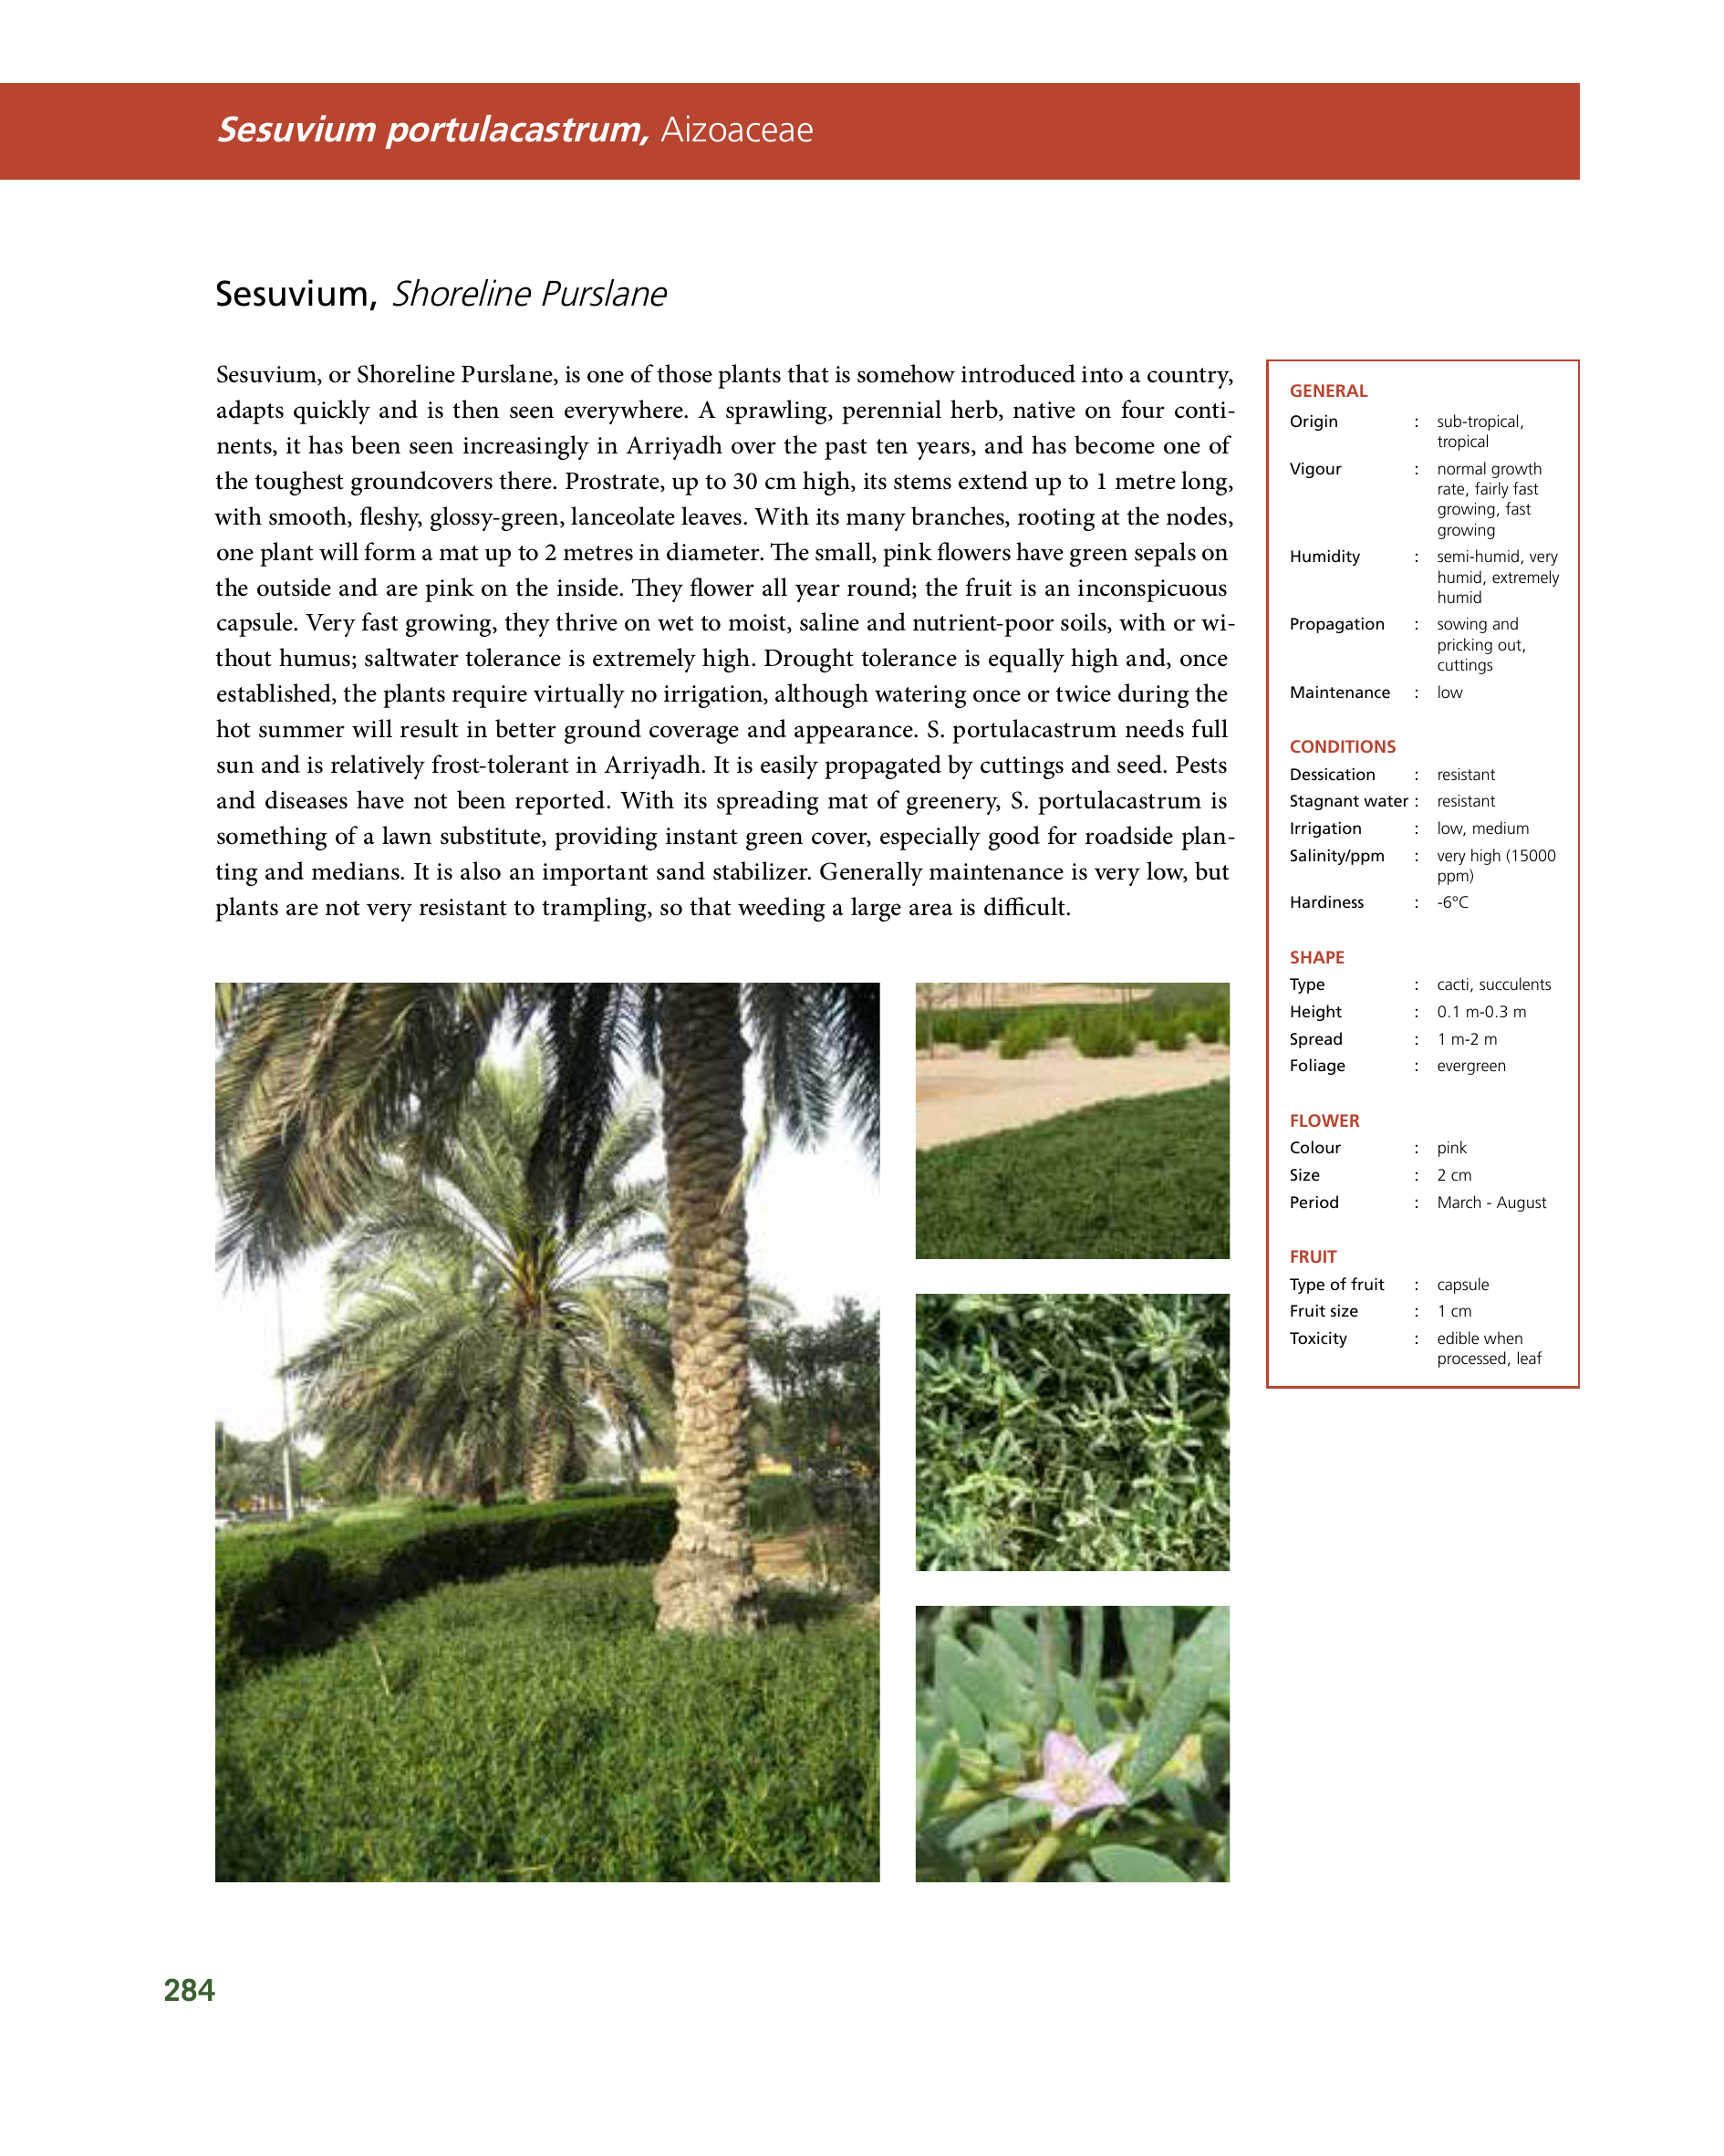 Sesuvium portulacastrum, Aizoaceae
Sesuvium, Shoreline Purslane
Sesuvium, or Shoreline Purslane, is one of those plants that is somehow introduced into a country,
adapts quickly and is then seen everywhere. A sprawling, perennial herb, native on four conti-
nents, it has been seen increasingly in Arriyadh over the past ten years, and has become one of
the toughest groundcovers there. Prostrate, up to 30 cm high, its stems extend up to 1 metre long,
with smooth, fleshy, glossy-green, lanceolate leaves. With its many branches, rooting at the nodes,
one plant will form a mat up to 2 metres in diameter. The small, pink flowers have green sepals on
the outside and are pink on the inside. They flower all year round; the fruit is an inconspicuous
capsule. Very fast growing, they thrive on wet to moist, saline and nutrient-poor soils, with or wi-
thout humus; saltwater tolerance is extremely high. Drought tolerance is equally high and, once
established, the plants require virtually no irrigation, although watering once or twice during the
hot summer will result in better ground coverage and appearance. S. portulacastrum needs full
sun and is relatively frost-tolerant in Arriyadh. It is easily propagated by cuttings and seed. Pests
and diseases have not been reported. With its spreading mat of greenery, S. portulacastrum is
something of a lawn substitute, providing instant green cover, especially good for roadside plan-
ting and medians. It is also an important sand stabilizer. Generally maintenance is very low, but
plants are not very resistant to trampling, so that weeding a large area is difficult.
GENERAL
Origin : sub-tropical,
tropical
Vigour : normal growth
rate, fairly fast
growing, fast
growing
Humidity : semi-humid, very
humid, extremely
humid
Propagation : sowing and
pricking out,
cuttings
Maintenance : low
CONDITIONS
Dessication : resistant
Stagnant water : resistant
Irrigation : low, medium
Salinity/ppm : very high (15000
ppm)
Hardiness : -6°C
SHAPE
Type : cacti, succulents
Height : 0.1 m-0.3 m
Spread : 1 m-2 m
Foliage : evergreen
FLOWER
Colour : pink
Size : 2 cm
Period : March - August
FRUIT
Type of fruit : capsule
Fruit size : 1 cm
Toxicity : edible when
processed, leaf
284